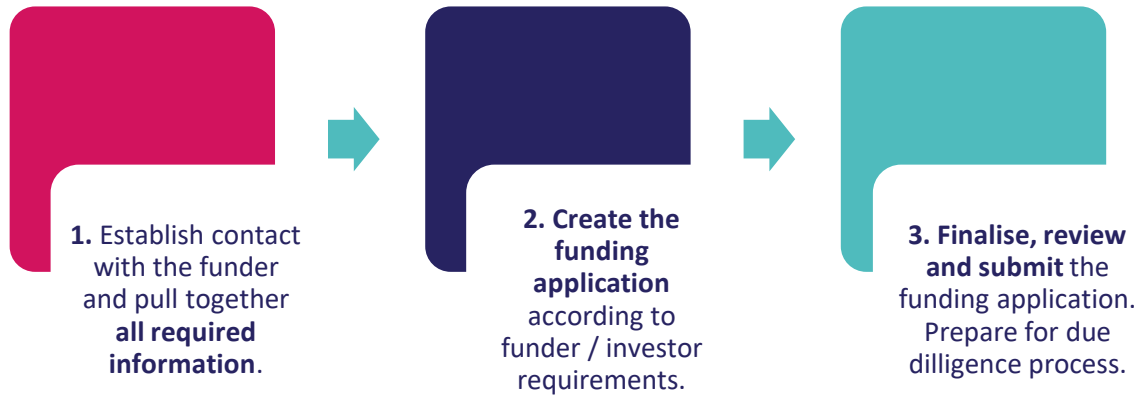 1. Establish contact
with the funder
and pull together
all required
information.
2. Create the
funding
application
according to
funder / investor
requirements.
3. Finalise, review
and submit the
funding application.
Prepare for due
dilligence process.